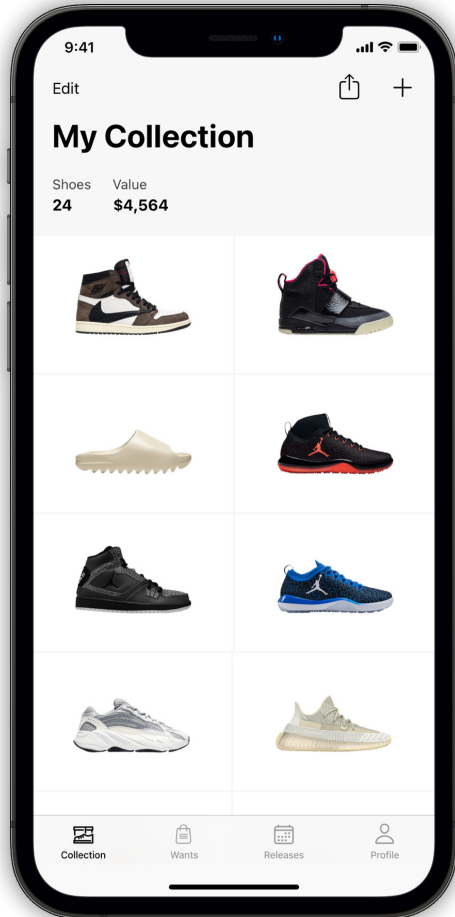 9:41
Edit
My Collection
Shoes Value
24 $4,564
Collection Wants Releases Profile